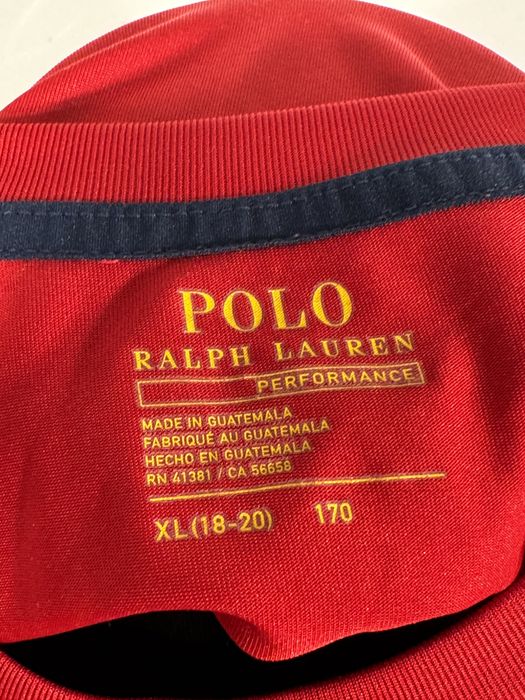 POLO
RALPH LAUREN
PERFORMANCE
MADE IN GUATEMALA
FABRIQUÉ AU GUATEMALA
HECHO EN GUATEMALA
RN 41381 / CA 56658
XL (18-20) 170